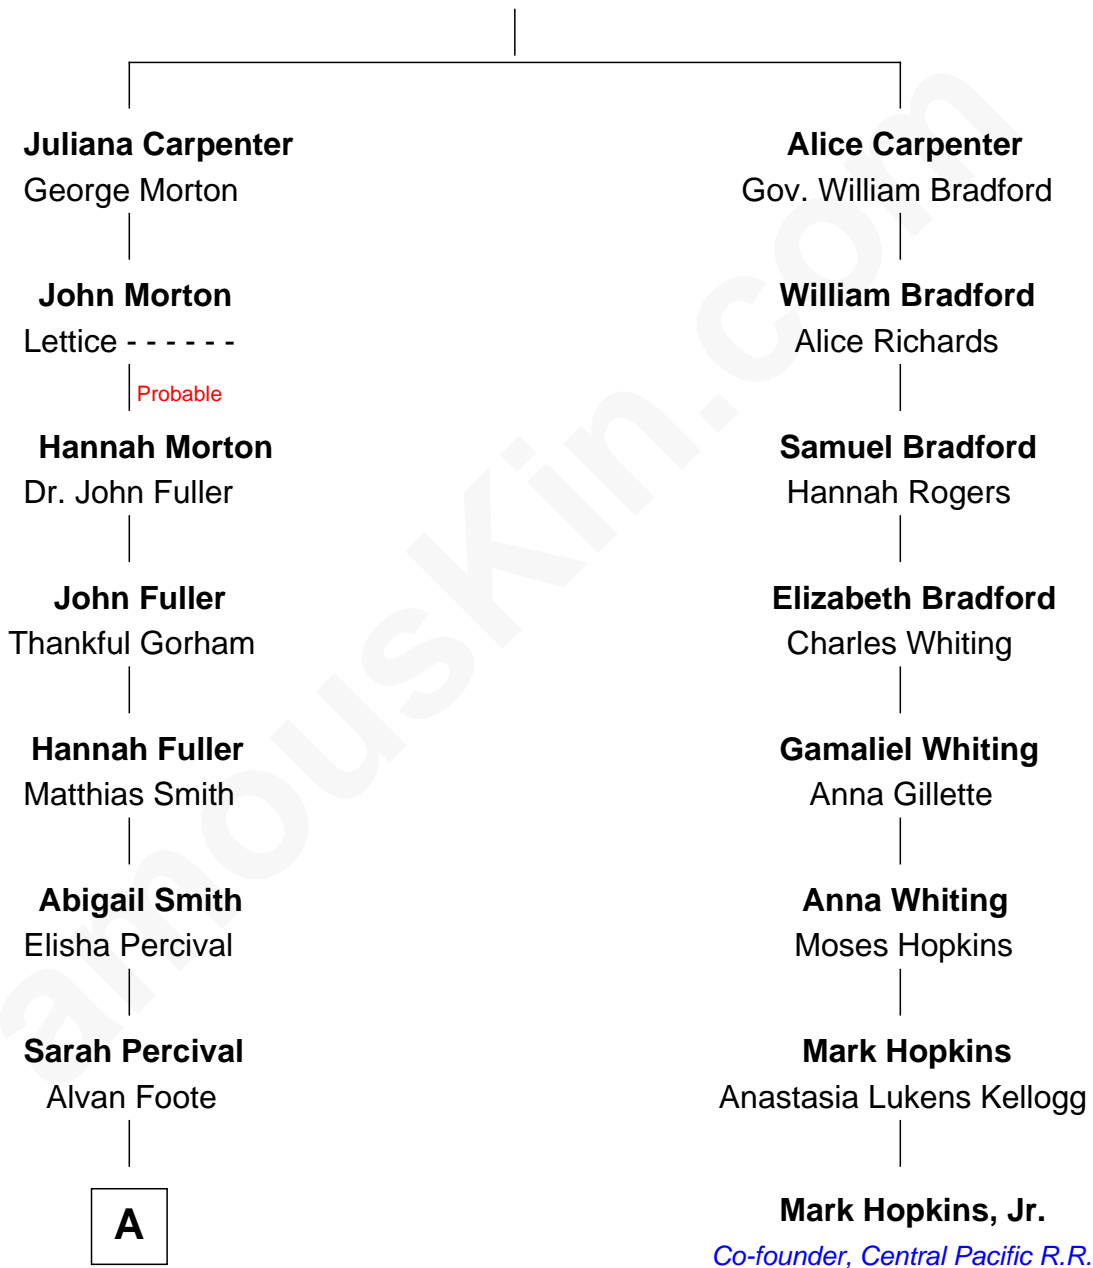 Juliana Carpenter
George Morton
John Morton
Lettice - - - - - -
Probable
Hannah Morton
Dr. John Fuller
John Fuller
Thankful Gorham
Hannah Fuller
Matthias Smith
Abigail Smith
Elisha Percival
Sarah Percival
Alvan Foote
A
Alice Carpenter
Gov. William Bradford
William Bradford
Alice Richards
Samuel Bradford
Hannah Rogers
Elizabeth Bradford
Charles Whiting
Gamaliel Whiting
Anna Gillette
Anna Whiting
Moses Hopkins
Mark Hopkins
Anastasia Lukens Kellogg
Mark Hopkins, Jr.
Co-founder, Central Pacific R.R.
amousKin.com